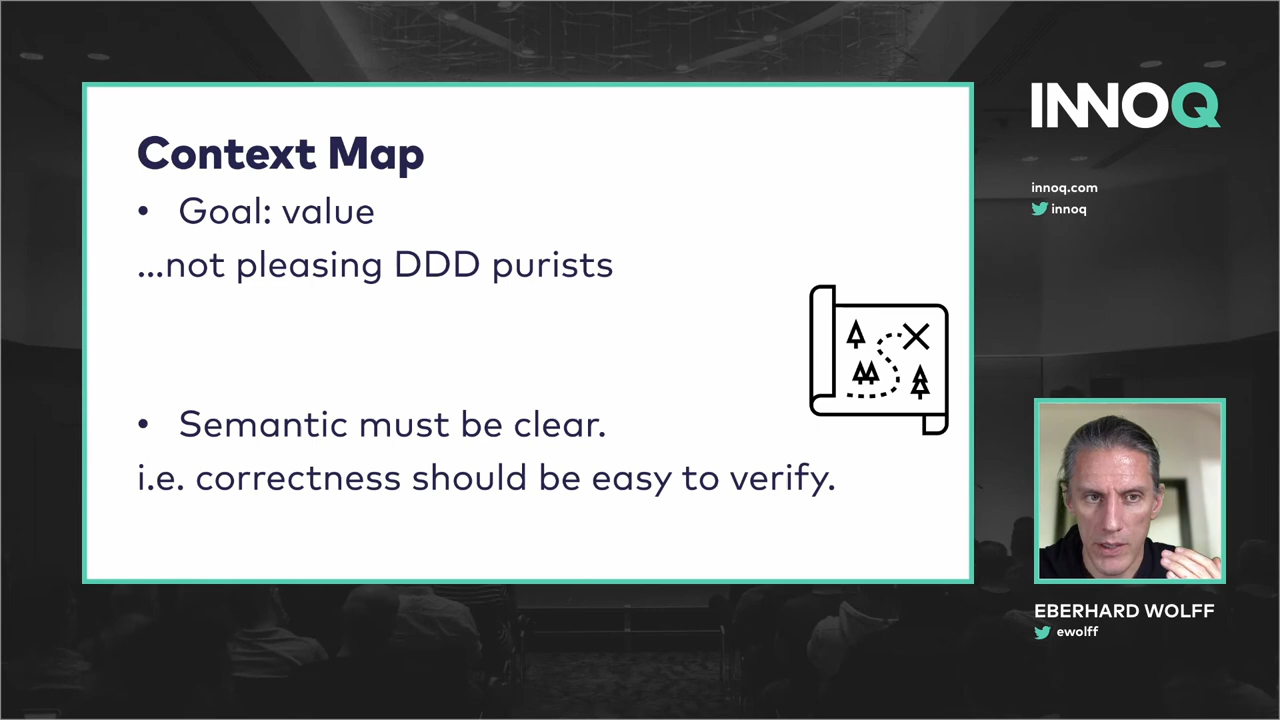 Context Map
• Goal: value
...not pleasing DDD purists
• Semantic must be clear.
i.e. correctness should be easy to verify.
INNOQ
innoq.com
innoq
EBERHARD WOLFF
ewolff